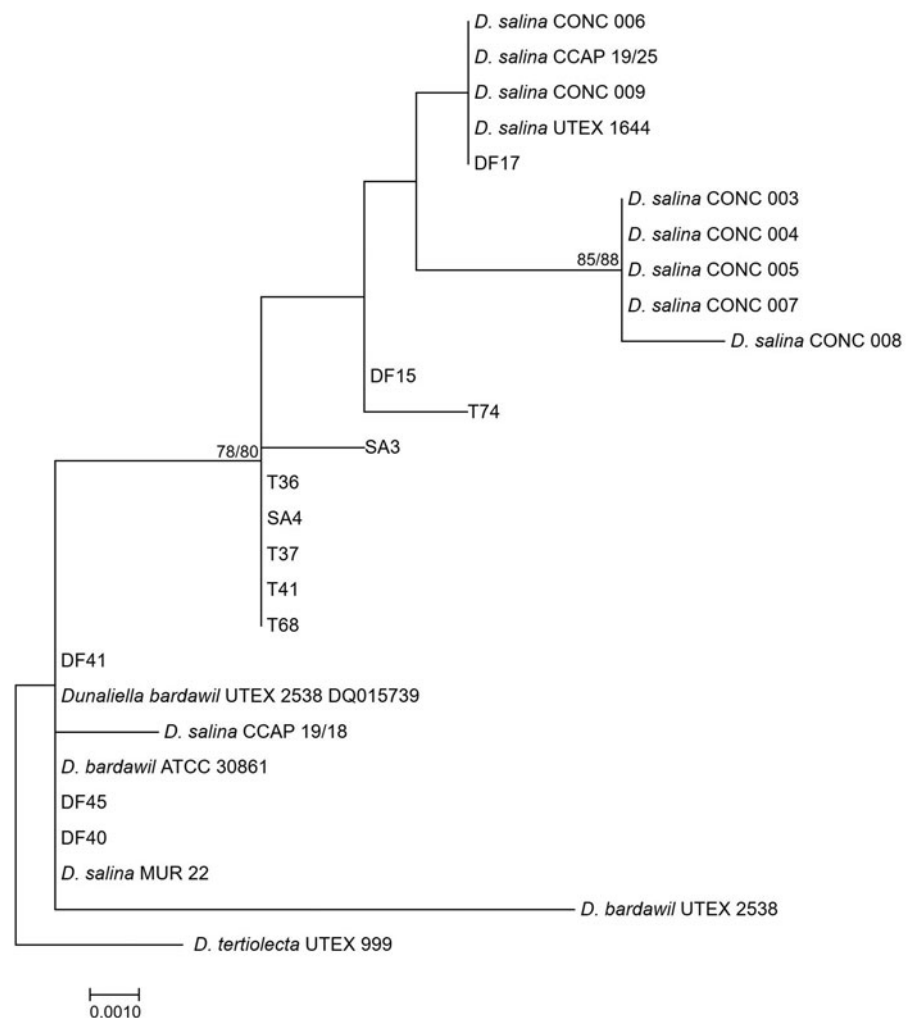 D. salina CONC 006
D. salina CCAP 19/25
D. salina CONC 009
D. salina UTEX 1644
DF17
D. salina CONC 003
D. salina CONC 004
85/88
D. salina CONC 005
D. salina CONC 007
D. salina CONC 008
DF15
T74
SA3
78/80
T36
SA4
T37
T41
T68
DF41
Dunaliella bardawil UTEX 2538 DQ015739
D. salina CCAP 19/18
D. bardawil ATCC 30861
DF45
DF40
D. salina MUR 22
D. bardawil UTEX 2538
D. tertiolecta UTEX 999
0.0010